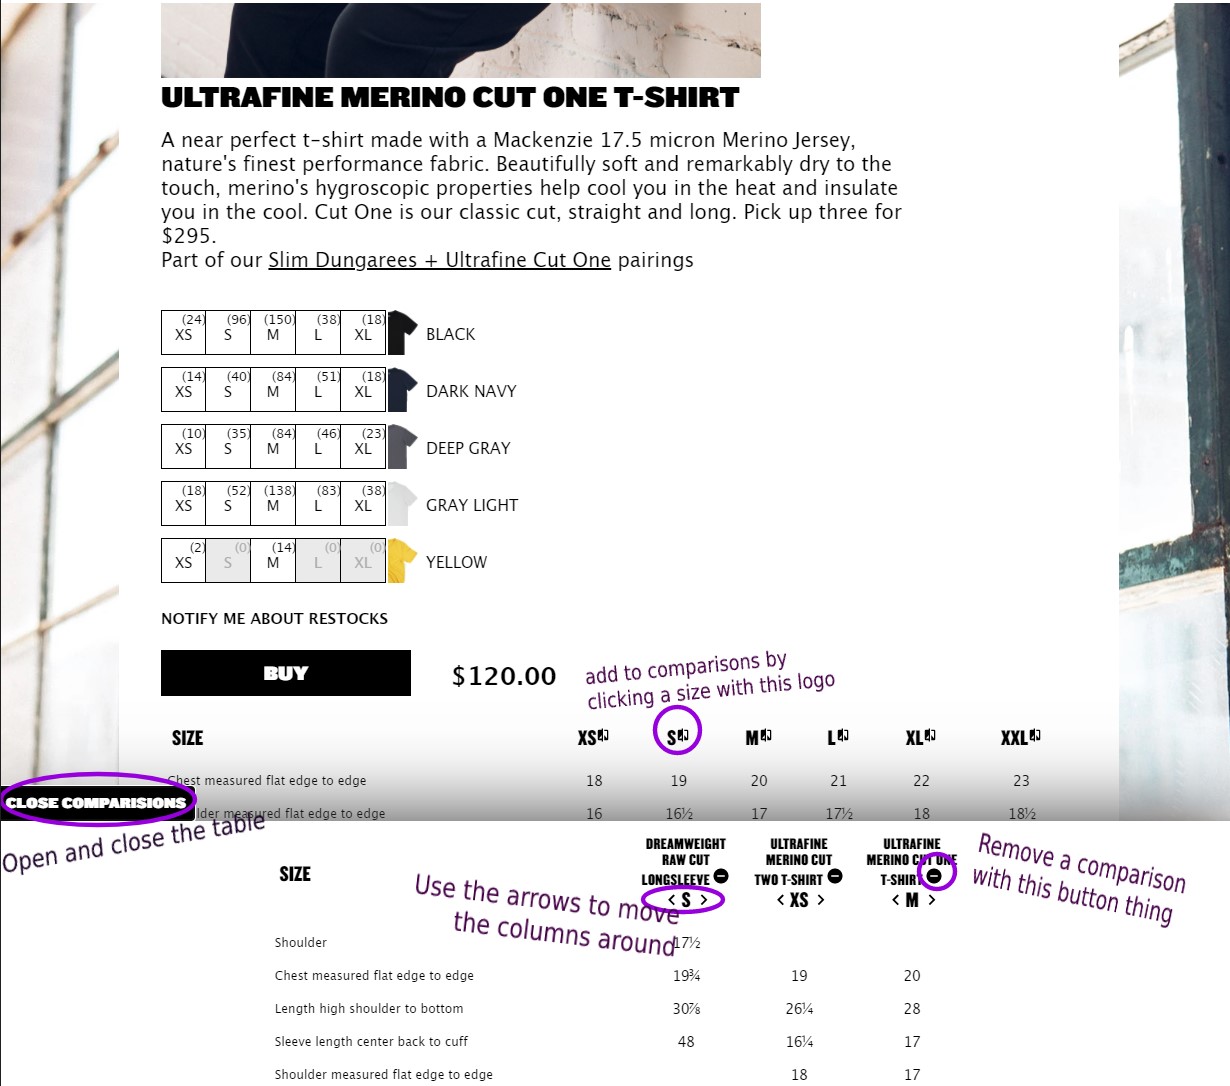 ULTRAFINE MERINO CUT ONE T-SHIRT
A near perfect t-shirt made with a Mackenzie 17.5 micron Merino Jersey,
nature's finest performance fabric. Beautifully soft and remarkably dry to the
touch, merino's hygroscopic properties help cool you in the heat and insulate
you in the cool. Cut One is our classic cut, straight and long. Pick up three for
$295.
Part of our Slim Dungarees + Ultrafine Cut One pairings
(24) (96) (150) (38) (18)
XS S M L XL BLACK
(14) (40) (84) (51) (18)
XS S M L XL DARK NAVY
(10) (35) (84) (46) (23)
XS S M L XL DEEP GRAY
(18) (52) (138) (83) (38)
XS S M L XL GRAY LIGHT
(2) (0) (14) (0) (0)
XS S M L XL YELLOW
NOTIFY ME ABOUT RESTOCKS
BUY $120.00
add to comparisons by
clicking a size with this logo
SIZE XS S M L XL XXL
Chest measured flat edge to edge 18 19 20 21 22 23
CLOSE COMPARISIONS
lder measured flat edge to edge 16 16½ 17 17½ 18 18½
Open and close the table
SIZE
DREAMWEIGHT
RAW CUT
LONGSLEEVE
< S >
ULTRAFINE
MERINO CUT
TWO T-SHIRT
< XS >
ULTRAFINE
MERINO CUT ONE
T-SHIRT
< M >
Remove a comparison
with this button thing
Use the arrows to move
the columns around
Shoulder 17½
Chest measured flat edge to edge 19¾ 19 20
Length high shoulder to bottom 30⅞ 26¼ 28
Sleeve length center back to cuff 48 16¼ 17
Shoulder measured flat edge to edge 18 17